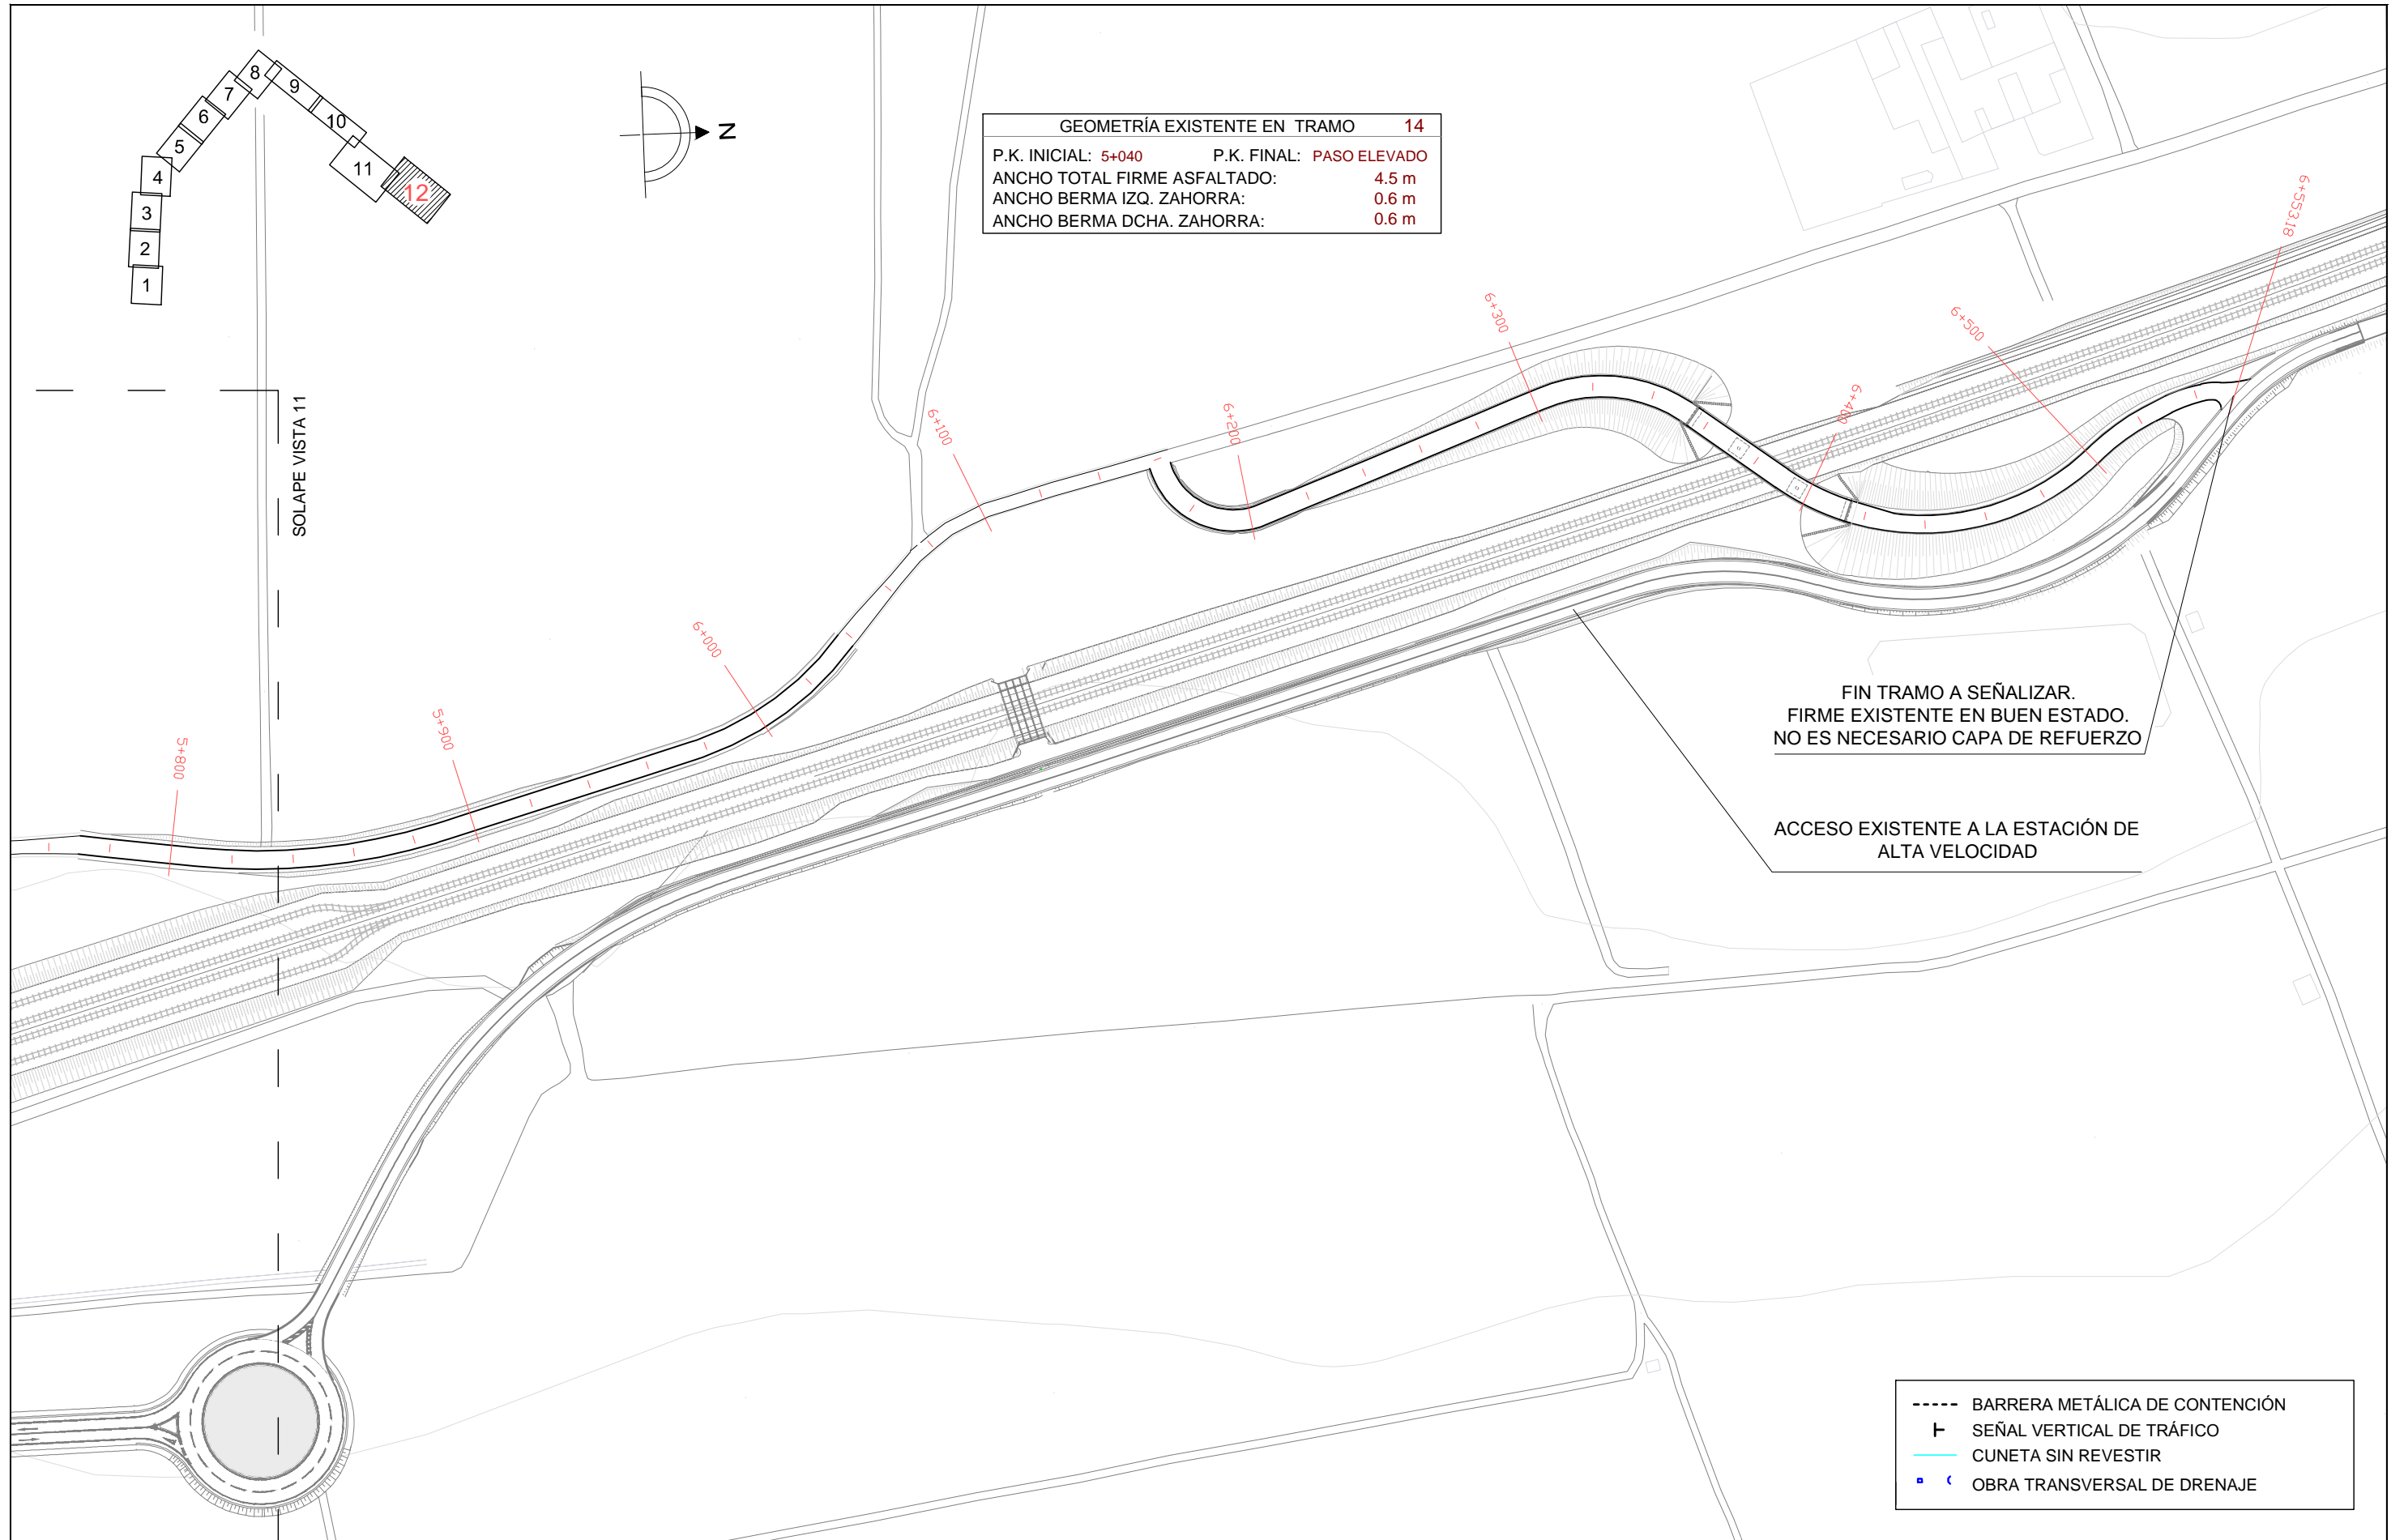 8
9
7
6
10
5
11
4
12
3
2
1
N
GEOMETRÍA EXISTENTE EN TRAMO 14
P.K. INICIAL: 5+040 P.K. FINAL: PASO ELEVADO
ANCHO TOTAL FIRME ASFALTADO: 4.5 m
ANCHO BERMA IZQ. ZAHORRA: 0.6 m
ANCHO BERMA DCHA. ZAHORRA: 0.6 m
SOLAPE VISTA 11
5+800
5+900
6+000
6+100
6+200
6+300
6+400
6+500
6+553.18
FIN TRAMO A SEÑALIZAR.
FIRME EXISTENTE EN BUEN ESTADO.
NO ES NECESARIO CAPA DE REFUERZO
ACCESO EXISTENTE A LA ESTACIÓN DE
ALTA VELOCIDAD
BARRERA METÁLICA DE CONTENCIÓN
SEÑAL VERTICAL DE TRÁFICO
CUNETA SIN REVESTIR
OBRA TRANSVERSAL DE DRENAJE